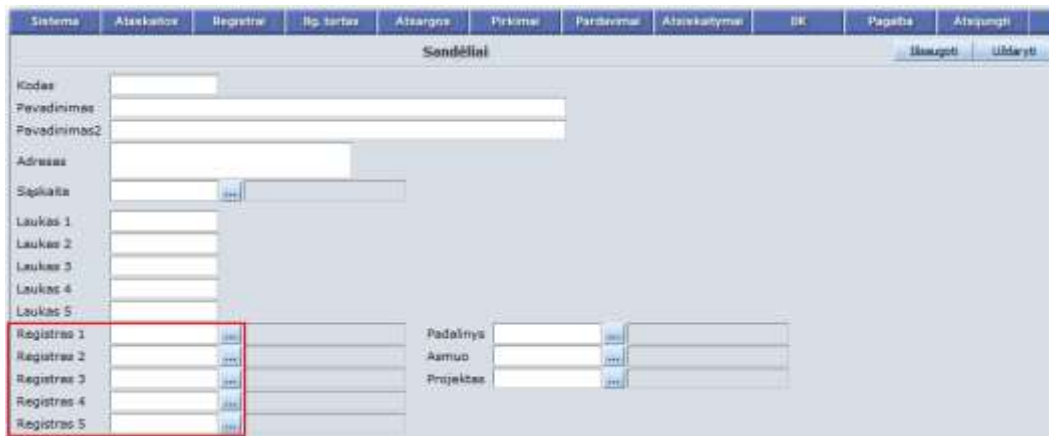 Sistema Ataskaitos Registrai Ilg. turtas Atsargos Pirkimai Pardavimai Atsiskaitymai DK Pagalba Atsijungti
Sandėliai Išsaugoti Uždaryti
Kodas
Pavadinimas
Pavadinimas2
Adresas
Sąskaita ...
Laukas 1
Laukas 2
Laukas 3
Laukas 4
Laukas 5
Registras 1 ... Padalinys ...
Registras 2 ... Asmuo ...
Registras 3 ... Projektas ...
Registras 4 ...
Registras 5 ...